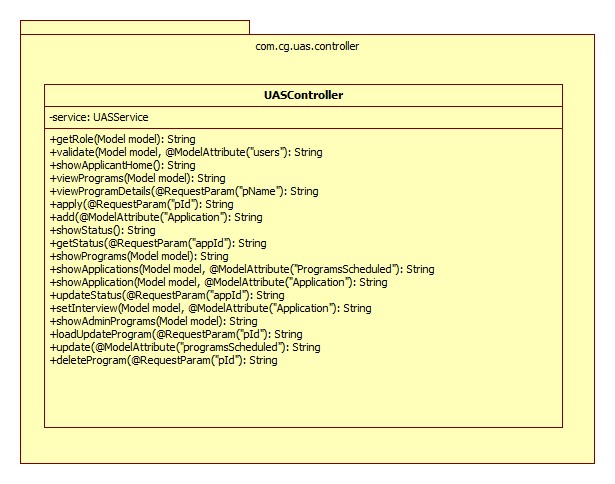 com.cg.uas.controller
UASController
-service: UASService
+getRole(Model model): String
+validate(Model model, @ModelAttribute("users"): String
+showApplicantHome(): String
+viewPrograms(Model model): String
+viewProgramDetails(@RequestParam("pName"): String
+apply(@RequestParam("pId"): String
+add(@ModelAttribute("Application"): String
+showStatus(): String
+getStatus(@RequestParam("appId"): String
+showPrograms(Model model): String
+showApplications(Model model, @ModelAttribute("ProgramsScheduled"): String
+showApplication(Model model, @ModelAttribute("Application"): String
+updateStatus(@RequestParam("appId"): String
+setInterview(Model model, @ModelAttribute("Application"): String
+showAdminPrograms(Model model): String
+loadUpdateProgram(@RequestParam("pId"): String
+update(@ModelAttribute("programsScheduled"): String
+deleteProgram(@RequestParam("pId"): String